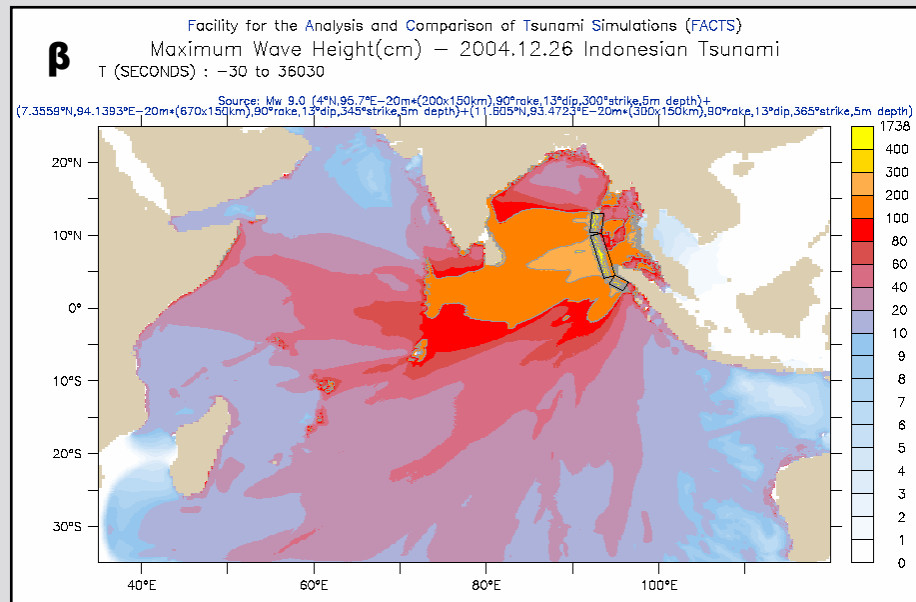 Facility for the Analysis and Comparison of Tsunami Simulations (FACTS)
β
Maximum Wave Height(cm) – 2004.12.26 Indonesian Tsunami
T (SECONDS) : −30 to 36030
Source: Mw 9.0 (4°N,95.7°E−20m*(200x150km),90°rake,13°dip,300°strike,5m depth)+
(7.3559°N,94.1393°E−20m*(670x150km),90°rake,13°dip,345°strike,5m depth)+(11.605°N,93.4723°E−20m*(300x150km),90°rake,13°dip,365°strike,5m depth)
1738
400
300
200
100
80
60
40
20
10
9
8
7
6
5
4
3
2
1
0
20°N
10°N
0°
10°S
20°S
30°S
40°E
60°E
80°E
100°E